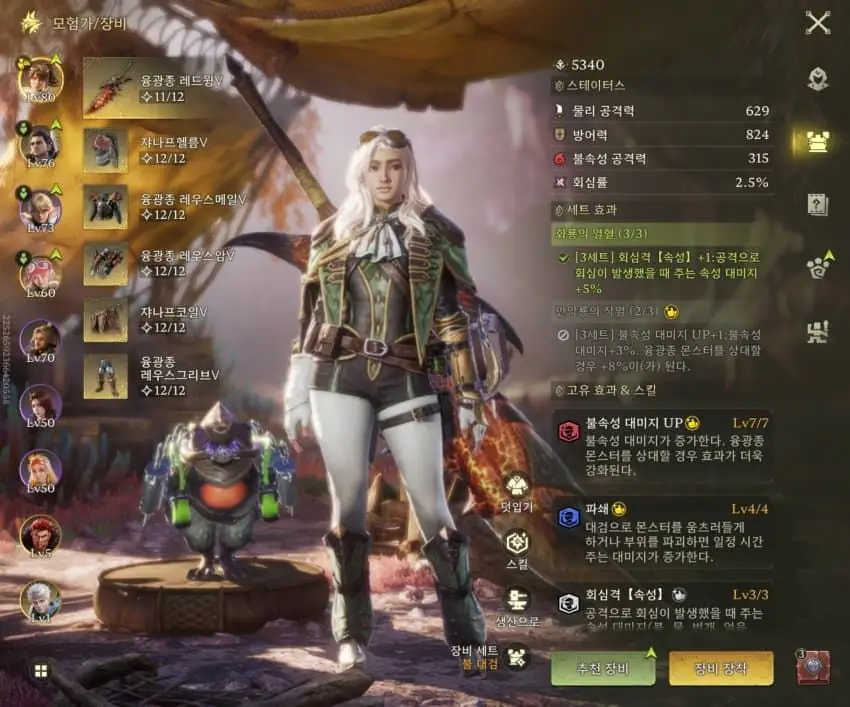 모험가/장비
Lv80
Lv76
Lv73
Lv60
Lv70
Lv50
Lv50
Lv5
Lv1
융광종 레드윙V
11/12
쟈나프헬름V
12/12
융광종 레우스메일V
12/12
융광종 레우스암V
12/12
쟈나프코일V
12/12
융광종
레우스그리브V
12/12
덧입기
스킬
생산으로
장비 세트
불 대검
5340
스테이터스
물리 공격력 629
방어력 824
불속성 공격력 315
회심률 2.5%
세트 효과
화룡의 열혈 (3/3)
[3세트] 회심격【속성】+1:공격으로
회심이 발생했을 때 주는 속성 대미지
+5%
(2/3)
[3세트] 불속성 대미지 UP+1:불속성
대미지+3%. 융광종 몬스터를 상대할
경우 +8%이(가) 된다.
고유 효과 & 스킬
불속성 대미지 UP Lv7/7
불속성 대미지가 증가한다. 융광종
몬스터를 상대할 경우 효과가 더욱
강화된다.
파쇄 Lv4/4
대검으로 몬스터를 움츠러들게
하거나 부위를 파괴하면 일정 시간
주는 대미지가 증가한다.
회심격【속성】 Lv3/3
공격으로 회심이 발생했을 때 주는
추천 장비
장비 장착
3